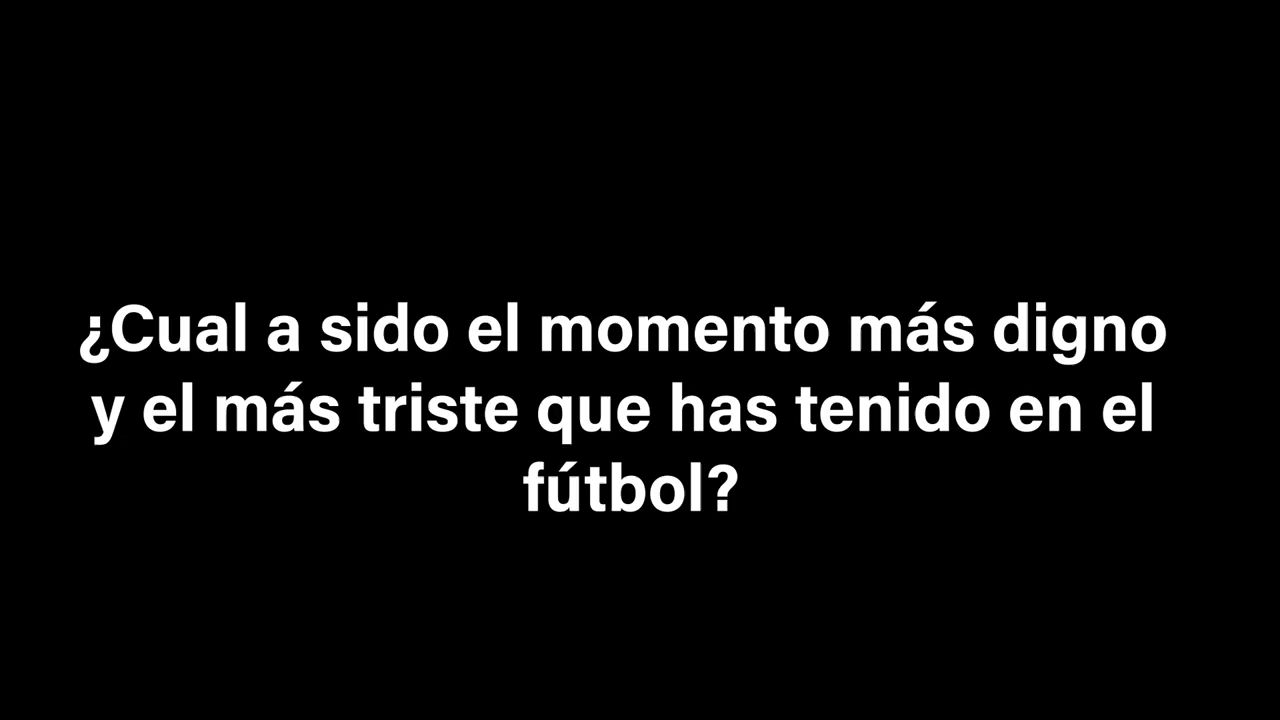 ¿Cual a sido el momento más digno
y el más triste que has tenido en el
fútbol?